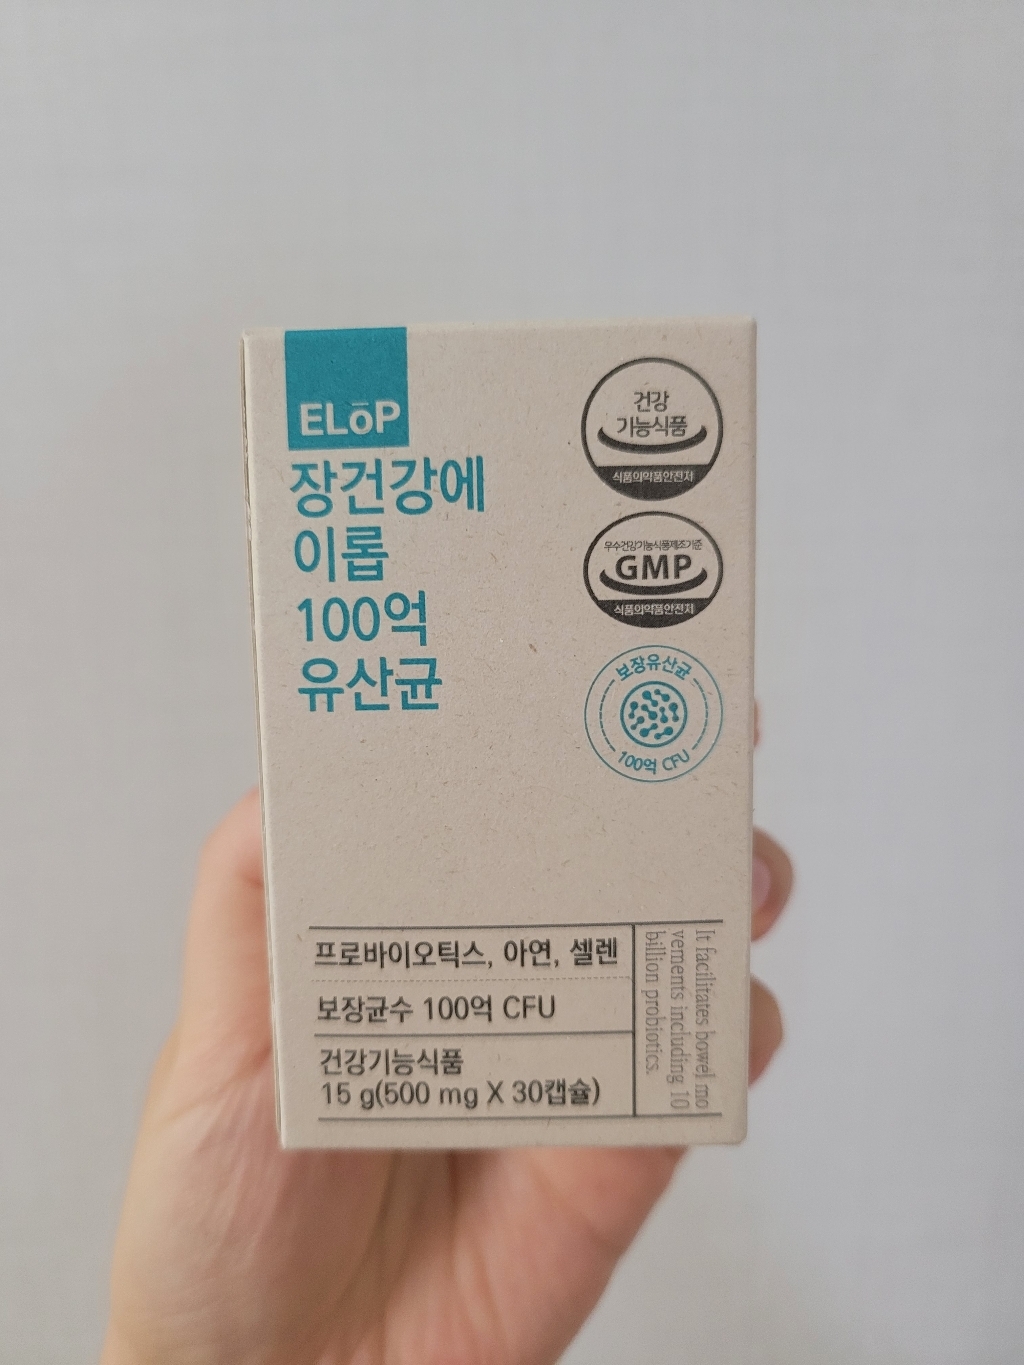 ELōP
장건강에
이롭
100억
유산균
건강
기능식품
식품의약품안전처
우수건강기능식품제조기준
GMP
식품의약품안전처
보장유산균
100억 CFU
프로바이오틱스, 아연, 셀렌
보장균수 100억 CFU
건강기능식품
15 g(500 mg X 30캡슐)
It facilitates bowel mo
vements including 10
billion probiotics.